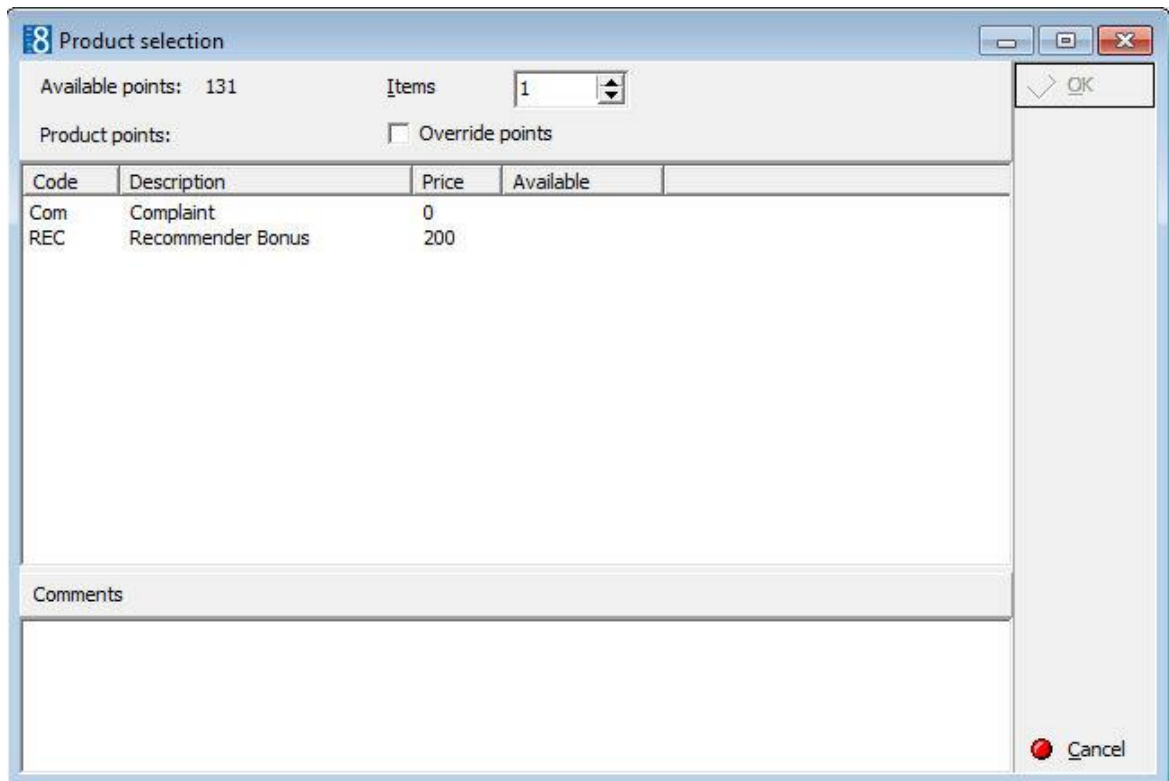 8 Product selection
Available points: 131 Items 1 OK
Product points: Override points
Code Description Price Available
Com Complaint 0
REC Recommender Bonus 200
Comments
Cancel